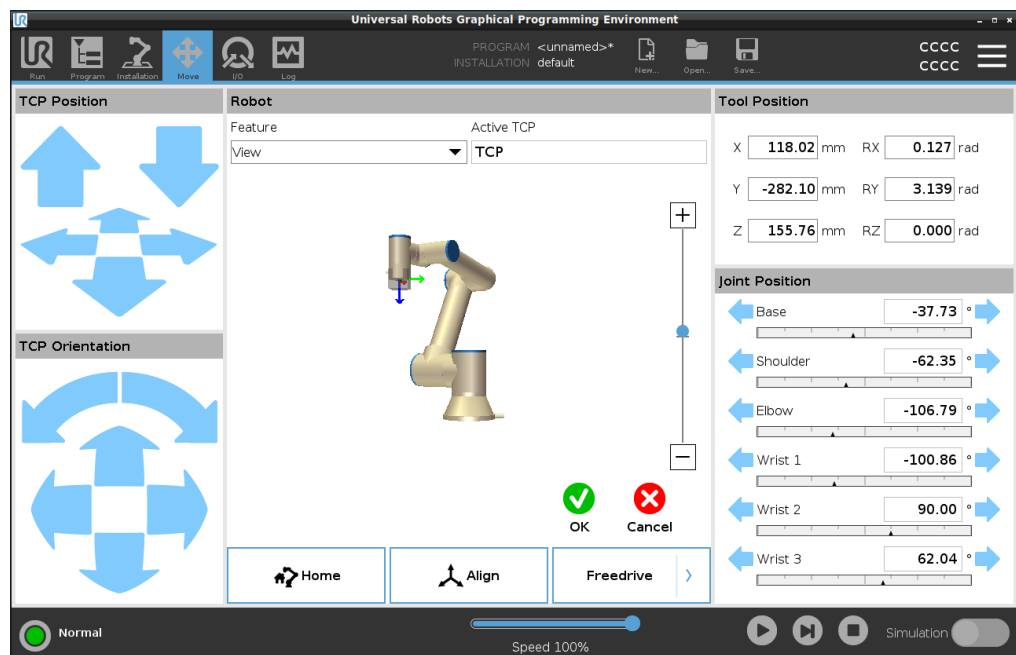 UR Universal Robots Graphical Programming Environment
UR
Run Program Installation Move I/O Log
PROGRAM <unnamed>*
INSTALLATION default
New... Open... Save...
CCCC
CCCC
TCP Position
Robot
Feature Active TCP
View TCP
Tool Position
X 118.02 mm RX 0.127 rad
Y -282.10 mm RY 3.139 rad
Z 155.76 mm RZ 0.000 rad
Joint Position
Base -37.73 °
Shoulder -62.35 °
Elbow -106.79 °
Wrist 1 -100.86 °
Wrist 2 90.00 °
Wrist 3 62.04 °
TCP Orientation
OK Cancel
Home Align Freedrive
Normal
Speed 100%
Simulation